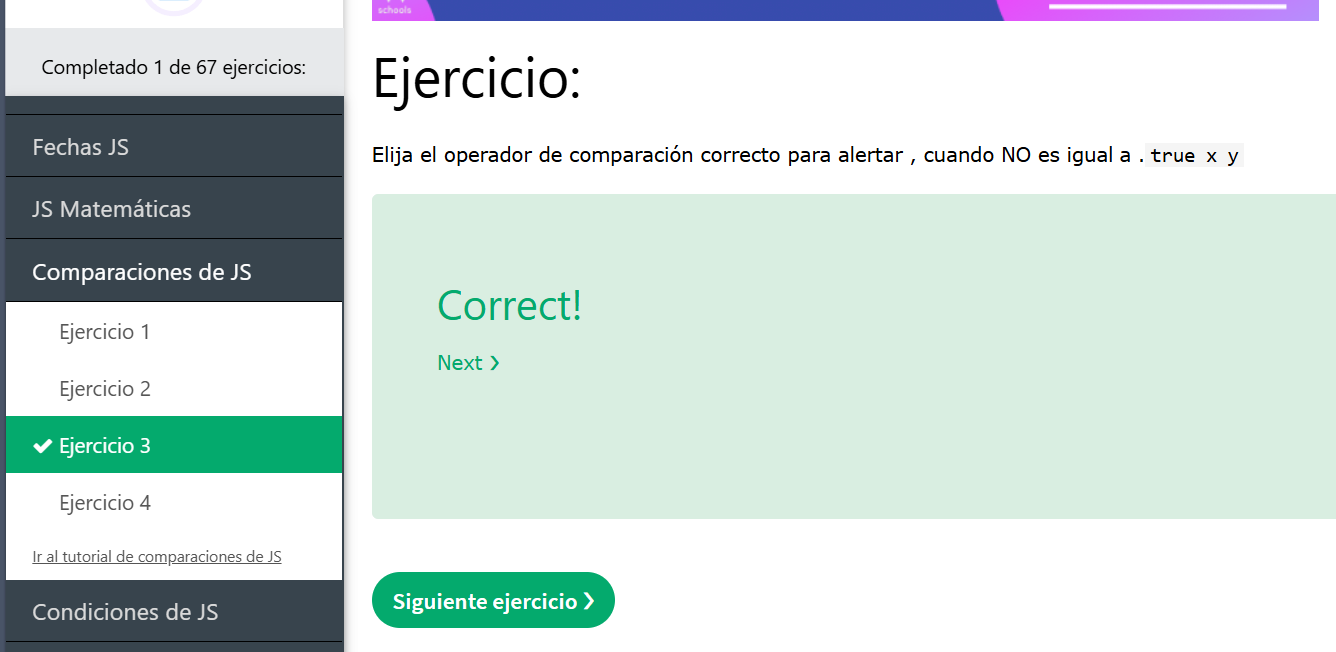 schools
Completado 1 de 67 ejercicios:
Fechas JS
JS Matemáticas
Comparaciones de JS
Ejercicio 1
Ejercicio 2
Ejercicio 3
Ejercicio 4
Ir al tutorial de comparaciones de JS
Condiciones de JS
Ejercicio:
Elija el operador de comparación correcto para alertar , cuando NO es igual a . true x y
Correct!
Next ❯
Siguiente ejercicio ❯